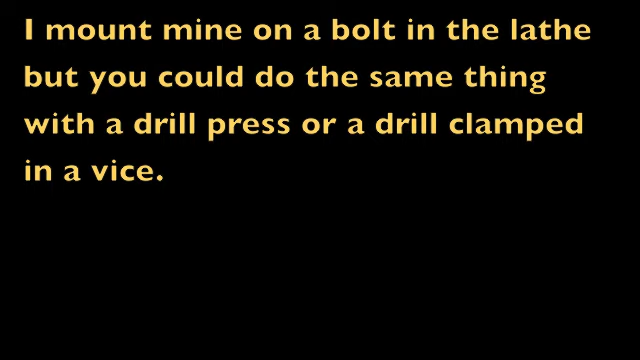 I mount mine on a bolt in the lathe
but you could do the same thing
with a drill press or a drill clamped
in a vice.